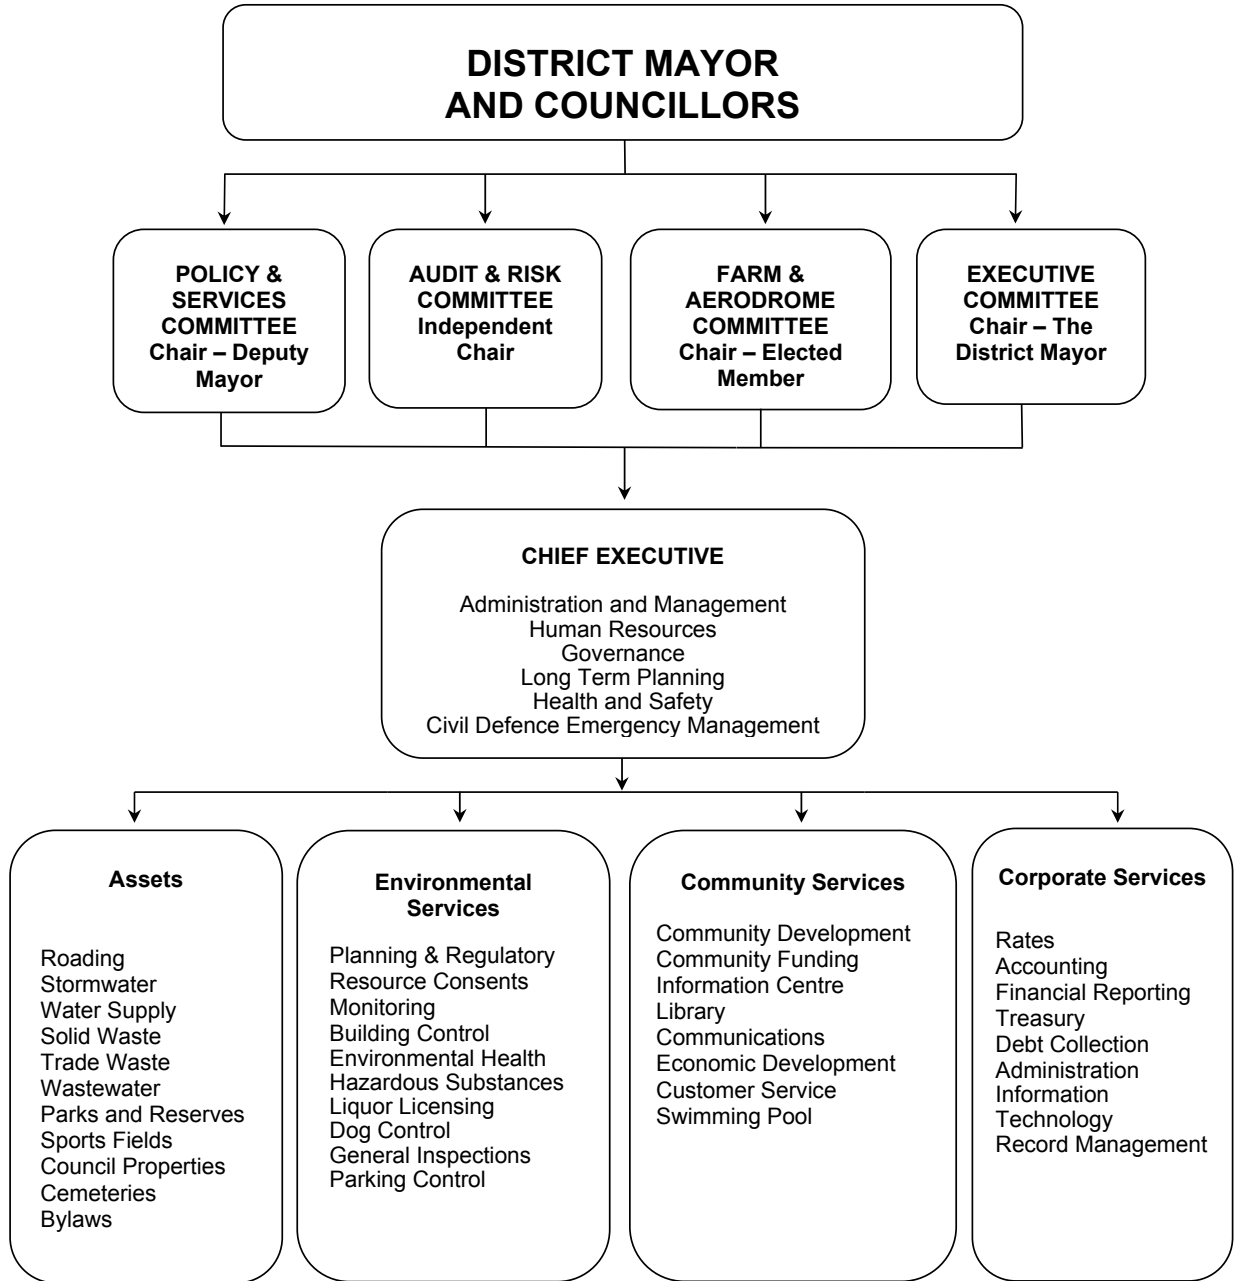 DISTRICT MAYOR
AND COUNCILLORS
POLICY &
SERVICES
COMMITTEE
Chair – Deputy
Mayor
AUDIT & RISK
COMMITTEE
Independent
Chair
FARM &
AERODROME
COMMITTEE
Chair – Elected
Member
EXECUTIVE
COMMITTEE
Chair – The
District Mayor
CHIEF EXECUTIVE
Administration and Management
Human Resources
Governance
Long Term Planning
Health and Safety
Civil Defence Emergency Management
Assets
Roading
Stormwater
Water Supply
Solid Waste
Trade Waste
Wastewater
Parks and Reserves
Sports Fields
Council Properties
Cemeteries
Bylaws
Environmental
Services
Planning & Regulatory
Resource Consents
Monitoring
Building Control
Environmental Health
Hazardous Substances
Liquor Licensing
Dog Control
General Inspections
Parking Control
Community Services
Community Development
Community Funding
Information Centre
Library
Communications
Economic Development
Customer Service
Swimming Pool
Corporate Services
Rates
Accounting
Financial Reporting
Treasury
Debt Collection
Administration
Information
Technology
Record Management